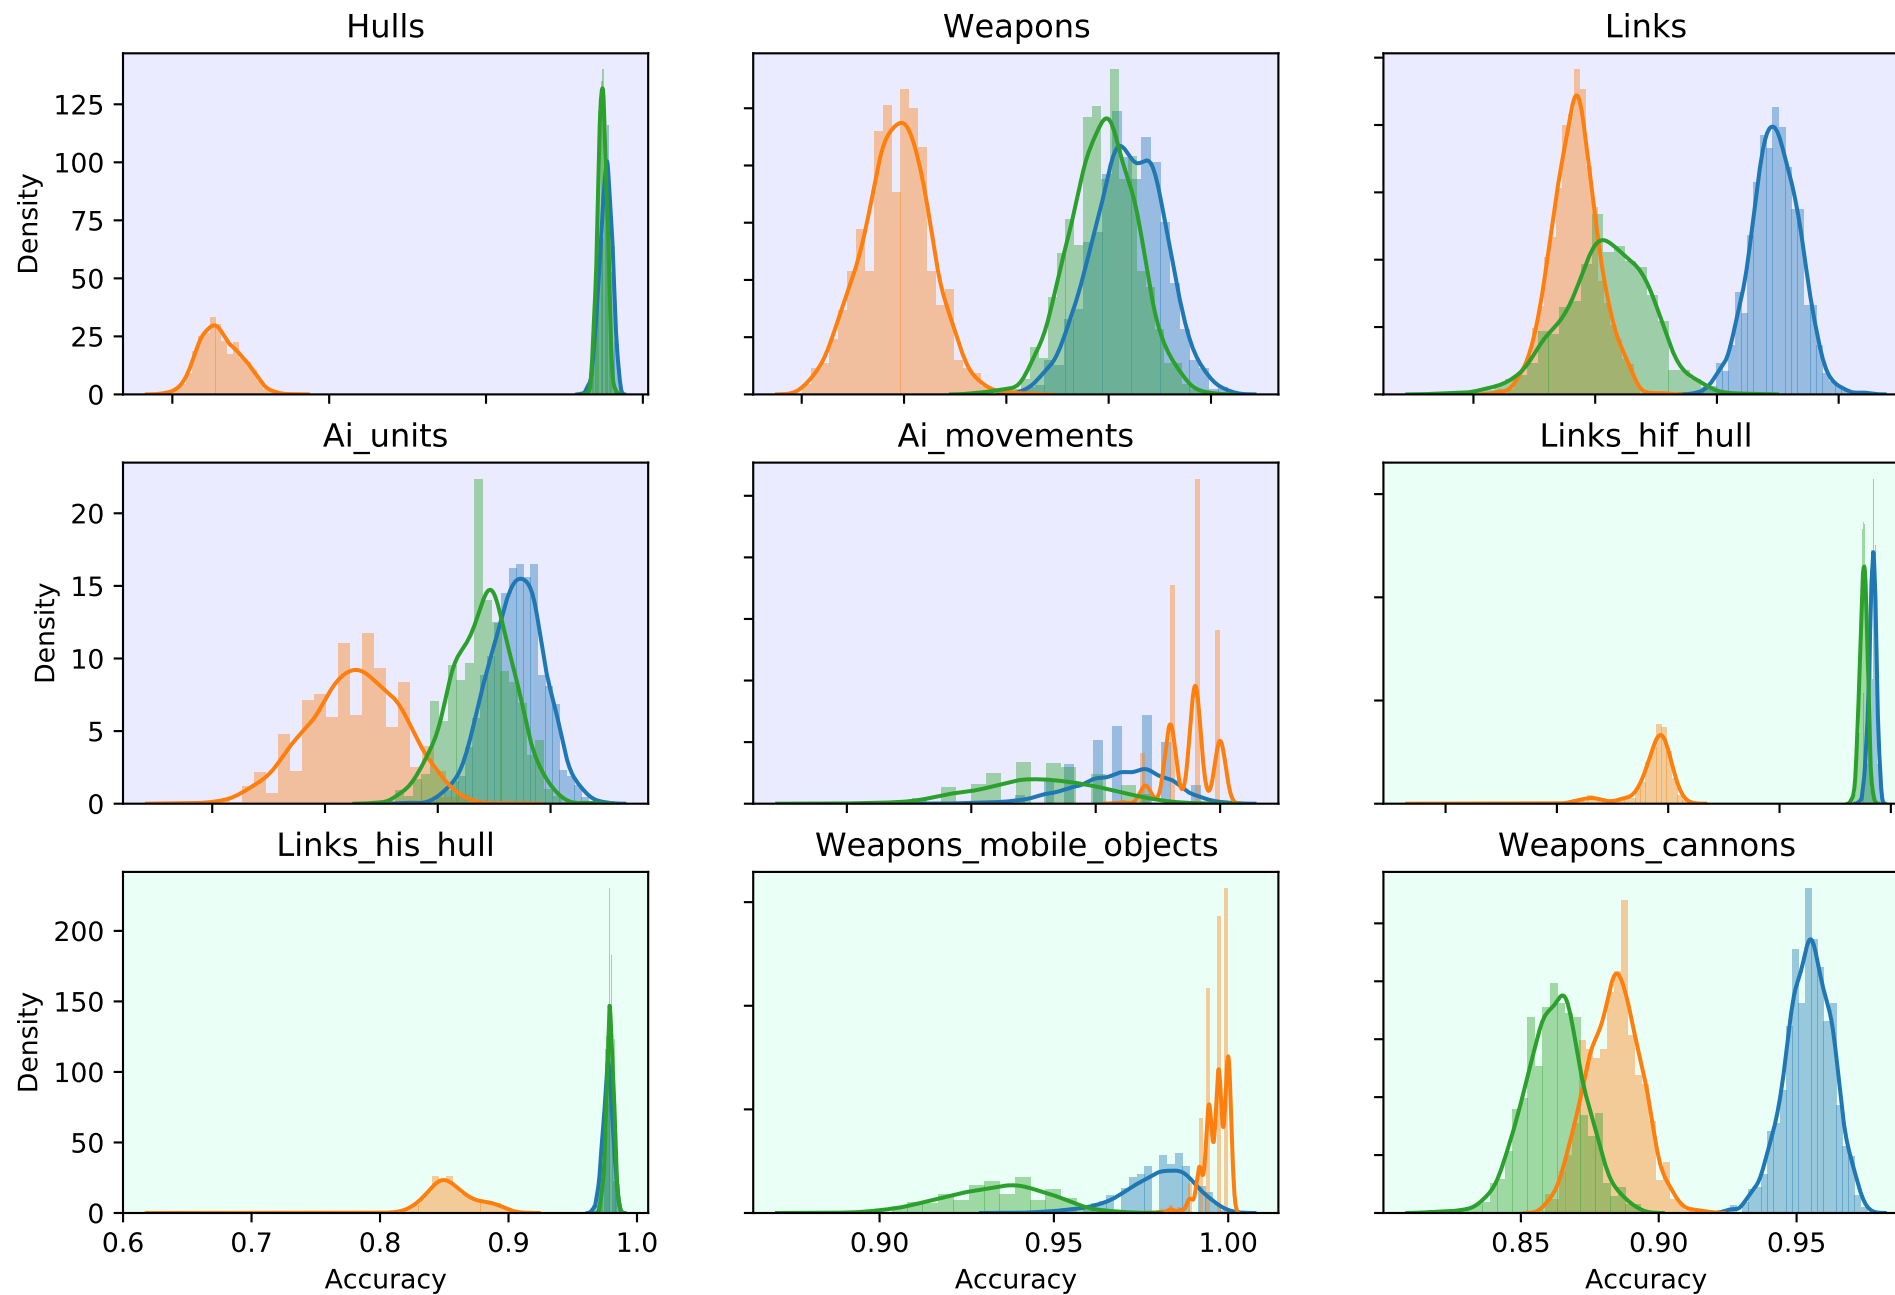 Hulls
Weapons
Links
Density
125
100
75
50
25
0
Ai_units
Ai_movements
Links_hif_hull
Density
20
15
10
5
0
Links_his_hull
Weapons_mobile_objects
Weapons_cannons
Density
200
150
100
50
0
0.6 0.7 0.8 0.9 1.0
0.90 0.95 1.00
0.85 0.90 0.95
Accuracy
Accuracy
Accuracy